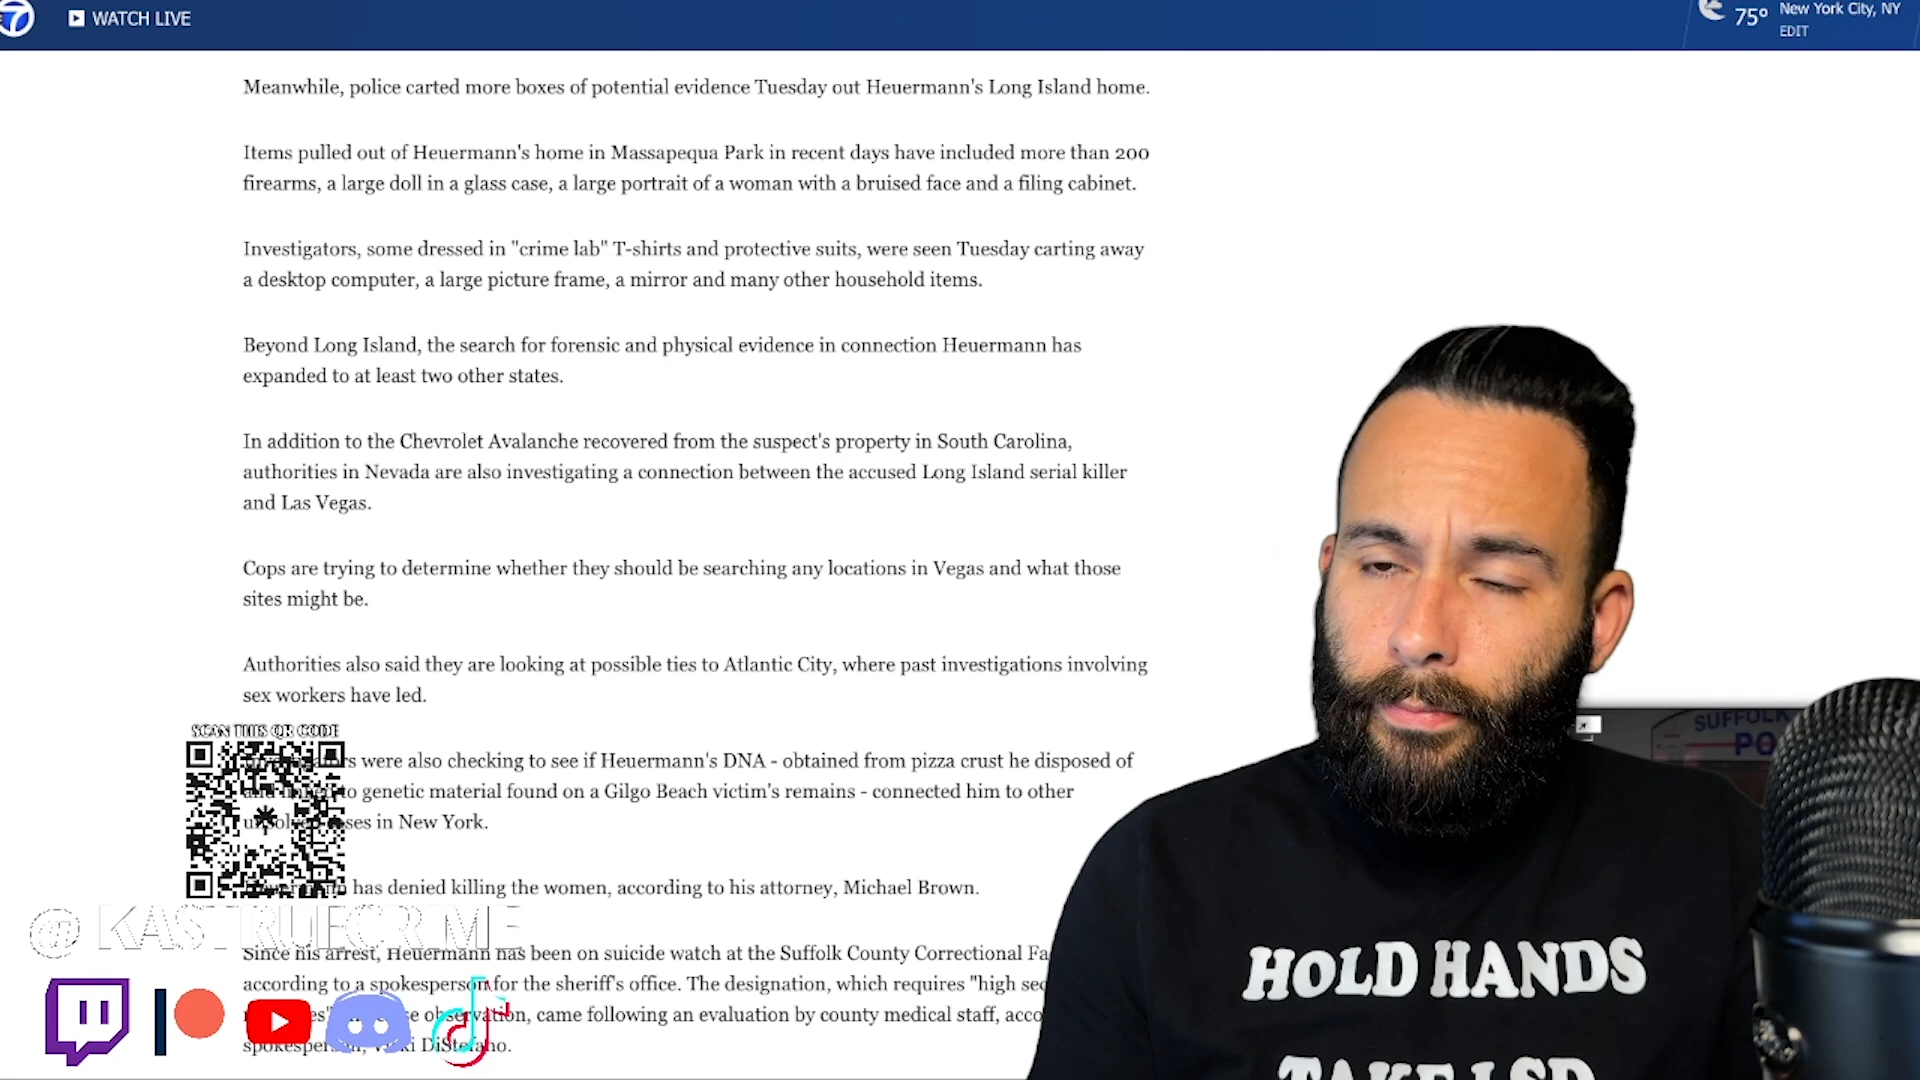 7
WATCH LIVE
75°
New York City, NY
EDIT
Meanwhile, police carted more boxes of potential evidence Tuesday out Heuermann's Long Island home.
Items pulled out of Heuermann's home in Massapequa Park in recent days have included more than 200
firearms, a large doll in a glass case, a large portrait of a woman with a bruised face and a filing cabinet.
Investigators, some dressed in "crime lab" T-shirts and protective suits, were seen Tuesday carting away
a desktop computer, a large picture frame, a mirror and many other household items.
Beyond Long Island, the search for forensic and physical evidence in connection Heuermann has
expanded to at least two other states.
In addition to the Chevrolet Avalanche recovered from the suspect's property in South Carolina,
authorities in Nevada are also investigating a connection between the accused Long Island serial killer
and Las Vegas.
Cops are trying to determine whether they should be searching any locations in Vegas and what those
sites might be.
Authorities also said they are looking at possible ties to Atlantic City, where past investigations involving
sex workers have led.
SCAN THIS QR CODE
were also checking to see if Heuermann's DNA - obtained from pizza crust he disposed of
to genetic material found on a Gilgo Beach victim's remains - connected him to other
in New York.
has denied killing the women, according to his attorney, Michael Brown.
@KASTRUECRIME
Since his arrest, Heuermann has been on suicide watch at the Suffolk County Correctional
according to a spokesperson for the sheriff's office. The designation, which requires "high
observation, came following an evaluation by county medical staff,
DiStefano.
SUFFOLK
PO
HOLD HANDS
TAKE LSD